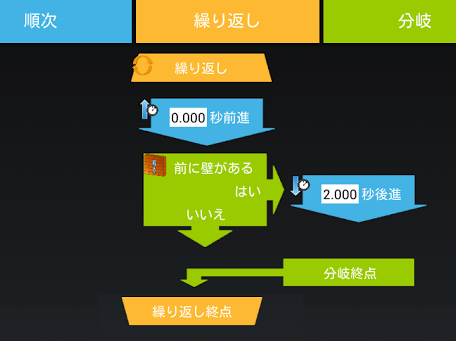 順次 繰り返し 分岐
繰り返し
0.000 秒前進
前に壁がある
はい
いいえ
2.000 秒後進
分岐終点
繰り返し終点